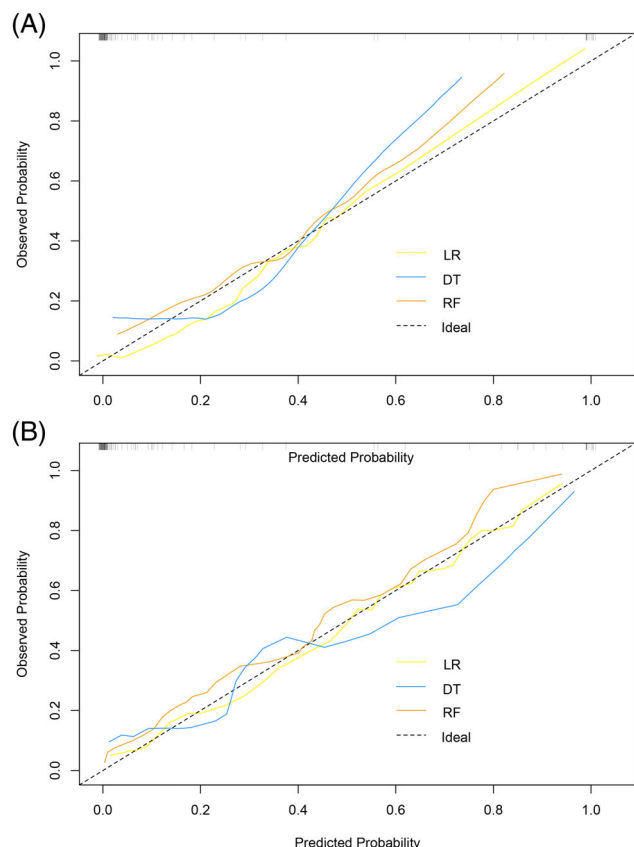 (A)
Observed Probability
1.0
0.8
0.6
0.4
0.2
0.0
LR
DT
RF
Ideal
0.0 0.2 0.4 0.6 0.8 1.0
Predicted Probability
(B)
Observed Probability
1.0
0.8
0.6
0.4
0.2
0.0
LR
DT
RF
Ideal
0.0 0.2 0.4 0.6 0.8 1.0
Predicted Probability